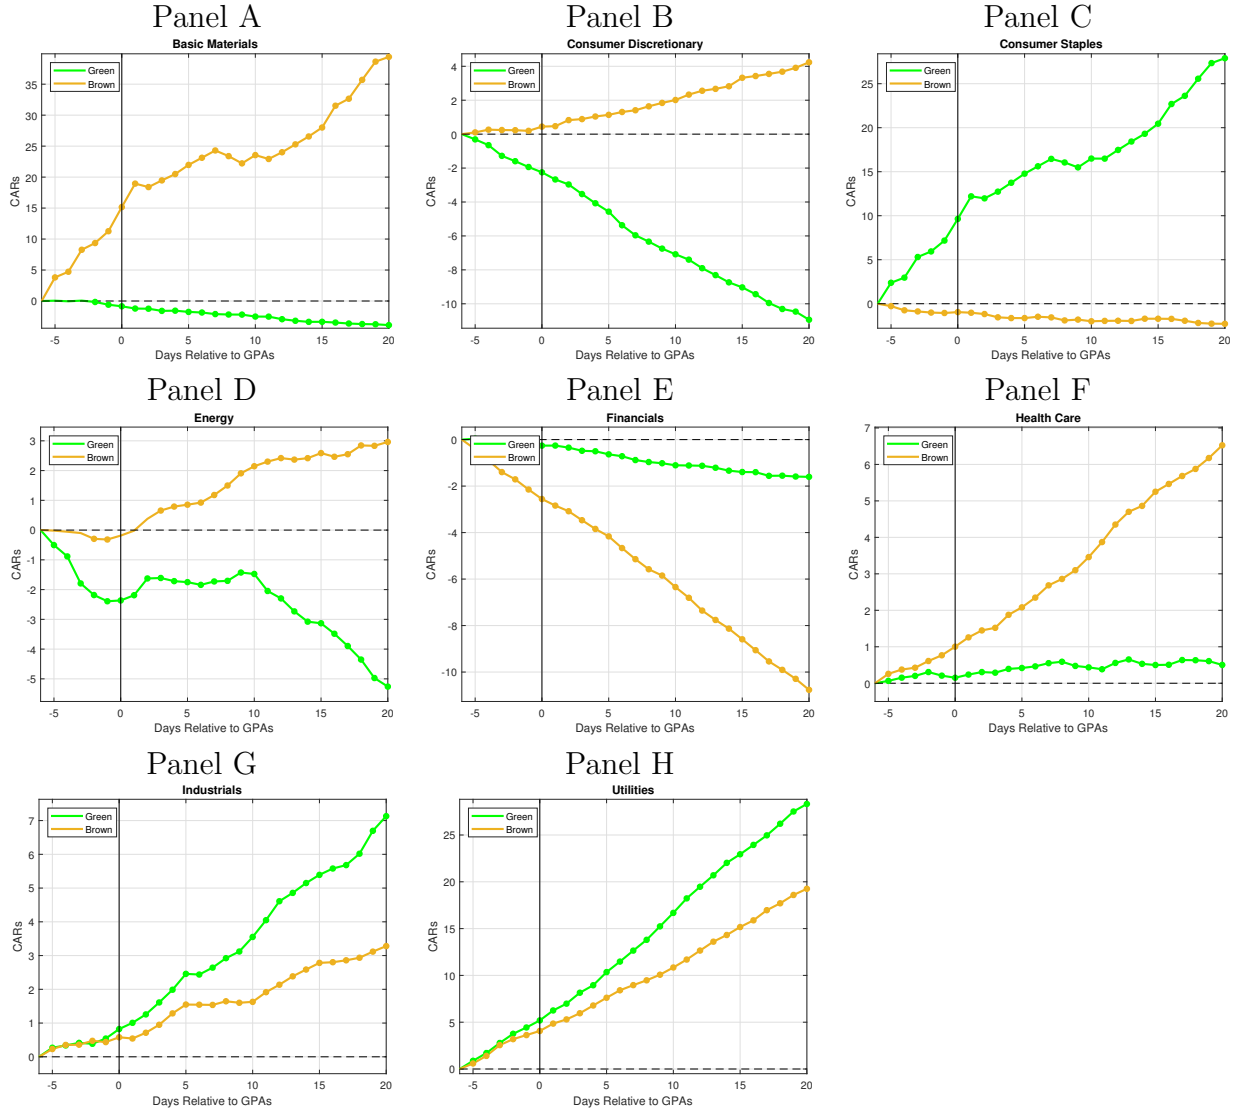 Panel A
Basic Materials
Green
Brown
35
30
25
20
15
10
5
0
CARs
-5 0 5 10 15 20
Days Relative to GPAs
Panel B
Consumer Discretionary
Green
Brown
4
2
0
-2
-4
-6
-8
-10
CARs
-5 0 5 10 15 20
Days Relative to GPAs
Panel C
Consumer Staples
Green
Brown
25
20
15
10
5
0
CARs
-5 0 5 10 15 20
Days Relative to GPAs
Panel D
Energy
Green
Brown
3
2
1
0
-1
-2
-3
-4
-5
CARs
-5 0 5 10 15 20
Days Relative to GPAs
Panel E
Financials
Green
Brown
0
-2
-4
-6
-8
-10
CARs
-5 0 5 10 15 20
Days Relative to GPAs
Panel F
Health Care
Green
Brown
7
6
5
4
3
2
1
0
CARs
-5 0 5 10 15 20
Days Relative to GPAs
Panel G
Industrials
Green
Brown
7
6
5
4
3
2
1
0
CARs
-5 0 5 10 15 20
Days Relative to GPAs
Panel H
Utilities
Green
Brown
25
20
15
10
5
0
CARs
-5 0 5 10 15 20
Days Relative to GPAs